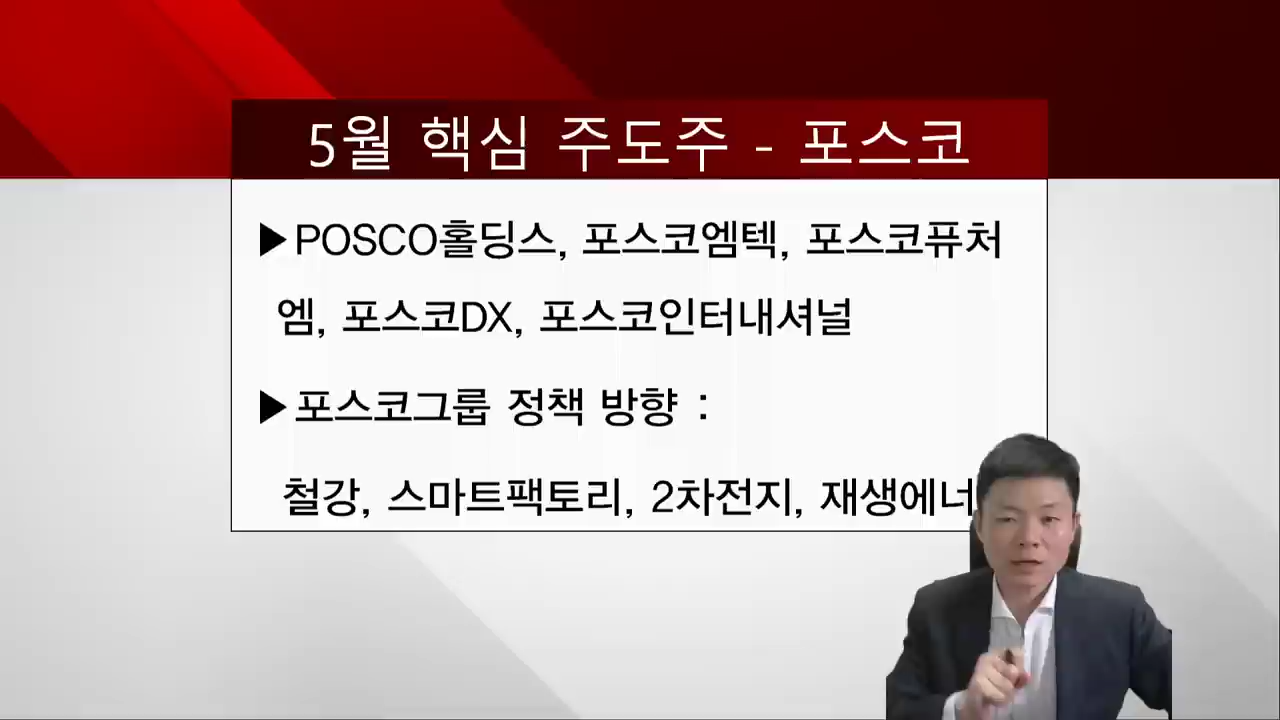 5월 핵심 주도주 - 포스코
▶POSCO홀딩스, 포스코엠텍, 포스코퓨처
엠, 포스코DX, 포스코인터내셔널
▶포스코그룹 정책 방향 :
철강, 스마트팩토리, 2차전지, 재생에너